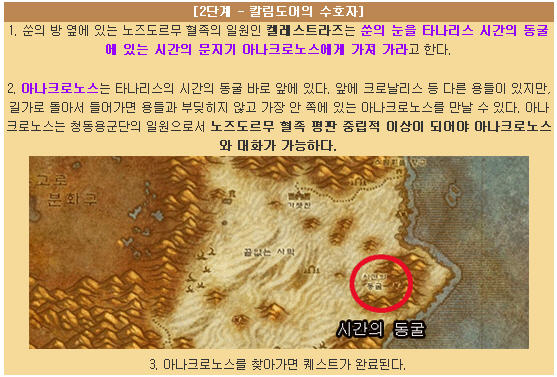 [2단계 - 칼림도어의 수호자]
1. 쑨의 방 옆에 있는 노즈도르무 혈족의 일원인 켈레스트라즈는 쑨의 눈을 타나리스 시간의 동굴
에 있는 시간의 문지기 아나크로노스에게 가져 가라고 한다.
2. 아나크로노스는 타나리스의 시간의 동굴 바로 앞에 있다. 앞에 크로날리스 등 다른 용들이 있지만,
길가로 돌아서 들어가면 용들과 부딪히지 않고 가장 안 쪽에 있는 아나크로노스를 만날 수 있다. 아나
크로노스는 청동용군단의 일원으로서 노즈도르무 혈족 평판 중립적 이상이 되어야 아나크로노스
와 대화가 가능하다.
운고로
분화구
가젯잔
끝없는 사막
시간의
동굴
시간의 동굴
3. 아나크로노스를 찾아가면 퀘스트가 완료된다.